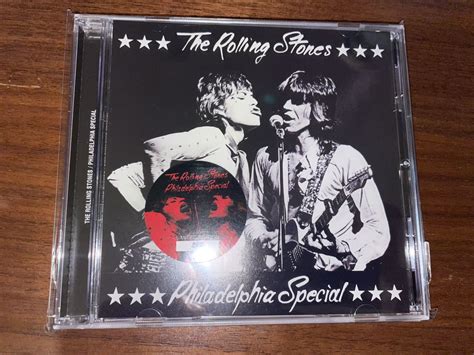 The Rolling Stones
THE ROLLING STONES / PHILADELPHIA SPECIAL
The Rolling Stones
Philadelphia Special
Philadelphia Special